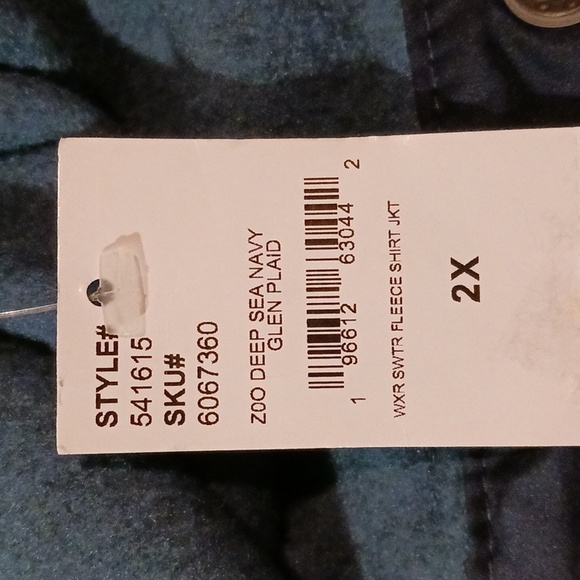 STYLE#
541615
SKU#
6067360
Z0O DEEP SEA NAVY
GLEN PLAID
1 96612 63044 2
WXR SWTR FLEECE SHIRT JKT
2X